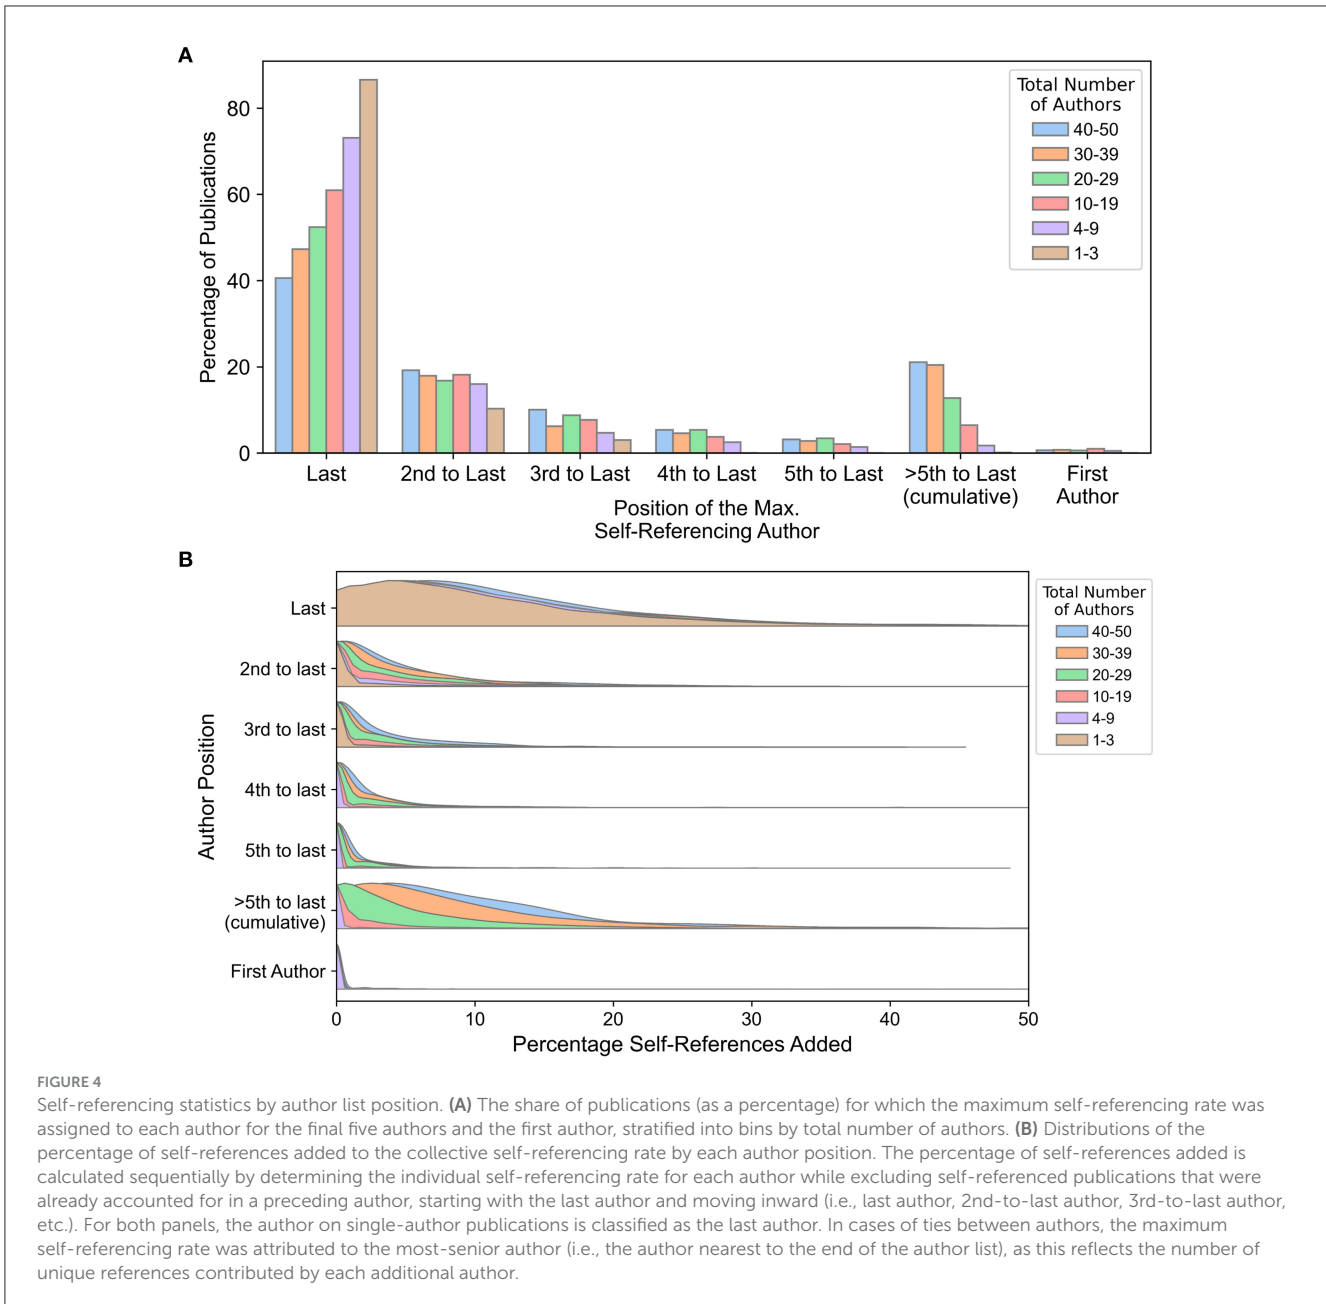 A
Percentage of Publications
80
60
40
20
0
Total Number
of Authors
40-50
30-39
20-29
10-19
4-9
1-3
Last
2nd to Last
3rd to Last
4th to Last
5th to Last
>5th to Last
(cumulative)
First
Author
Position of the Max.
Self-Referencing Author
B
Author Position
Last
2nd to last
3rd to last
4th to last
5th to last
>5th to last
(cumulative)
First Author
Total Number
of Authors
40-50
30-39
20-29
10-19
4-9
1-3
0
10
20
30
40
50
Percentage Self-References Added
FIGURE 4
Self-referencing statistics by author list position. (A) The share of publications (as a percentage) for which the maximum self-referencing rate was
assigned to each author for the final five authors and the first author, stratified into bins by total number of authors. (B) Distributions of the
percentage of self-references added to the collective self-referencing rate by each author position. The percentage of self-references added is
calculated sequentially by determining the individual self-referencing rate for each author while excluding self-referenced publications that were
already accounted for in a preceding author, starting with the last author and moving inward (i.e., last author, 2nd-to-last author, 3rd-to-last author,
etc.). For both panels, the author on single-author publications is classified as the last author. In cases of ties between authors, the maximum
self-referencing rate was attributed to the most-senior author (i.e., the author nearest to the end of the author list), as this reflects the number of
unique references contributed by each additional author.